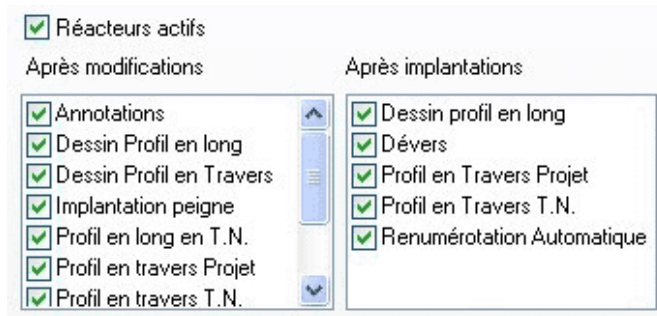 Réacteurs actifs
Après modifications
Annotations
Dessin Profil en long
Dessin Profil en Travers
Implantation peigne
Profil en long en T.N.
Profil en travers Projet
Profil en travers T.N.
Après implantations
Dessin profil en long
Dévers
Profil en Travers Projet
Profil en Travers T.N.
Renumérotation Automatique